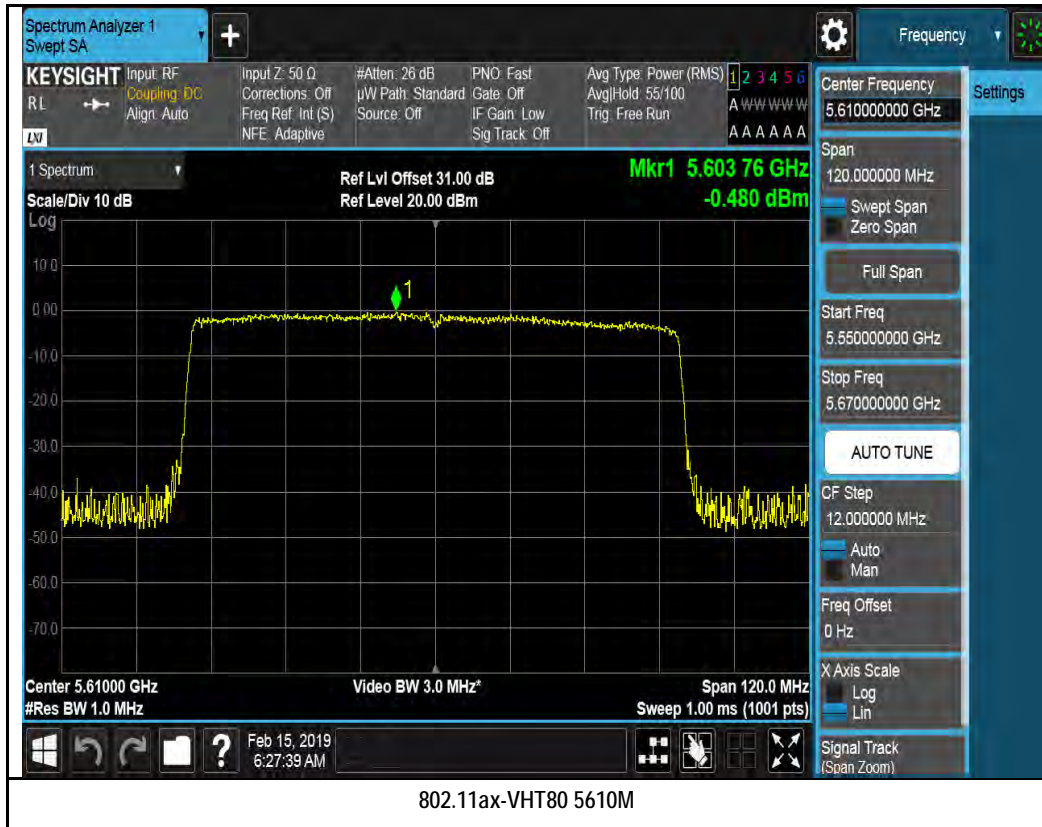 Spectrum Analyzer 1
Swept SA
+
Frequency
KEYSIGHT
RL
LXI
Input: RF
Coupling: DC
Align: Auto
Input Z: 50 Ω
Corrections: Off
Freq Ref: Int (S)
NFE: Adaptive
#Atten: 26 dB
µW Path: Standard
Source: Off
PNO: Fast
Gate: Off
IF Gain: Low
Sig Track: Off
Avg Type: Power (RMS)
Avg|Hold: 55/100
Trig: Free Run
1 2 3 4 5 6
A W W W W W
A A A A A A
1 Spectrum
Scale/Div 10 dB
Log
Ref Lvl Offset 31.00 dB
Ref Level 20.00 dBm
Mkr1 5.603 76 GHz
-0.480 dBm
10.0
0.00
-10.0
-20.0
-30.0
-40.0
-50.0
-60.0
-70.0
1
Center 5.61000 GHz
#Res BW 1.0 MHz
Video BW 3.0 MHz*
Span 120.0 MHz
Sweep 1.00 ms (1001 pts)
Center Frequency
5.610000000 GHz
Settings
Span
120.000000 MHz
Swept Span
Zero Span
Full Span
Start Freq
5.550000000 GHz
Stop Freq
5.670000000 GHz
AUTO TUNE
CF Step
12.000000 MHz
Auto
Man
Freq Offset
0 Hz
X Axis Scale
Log
Lin
Signal Track
(Span Zoom)
?
Feb 15, 2019
6:27:39 AM
802.11ax-VHT80 5610M